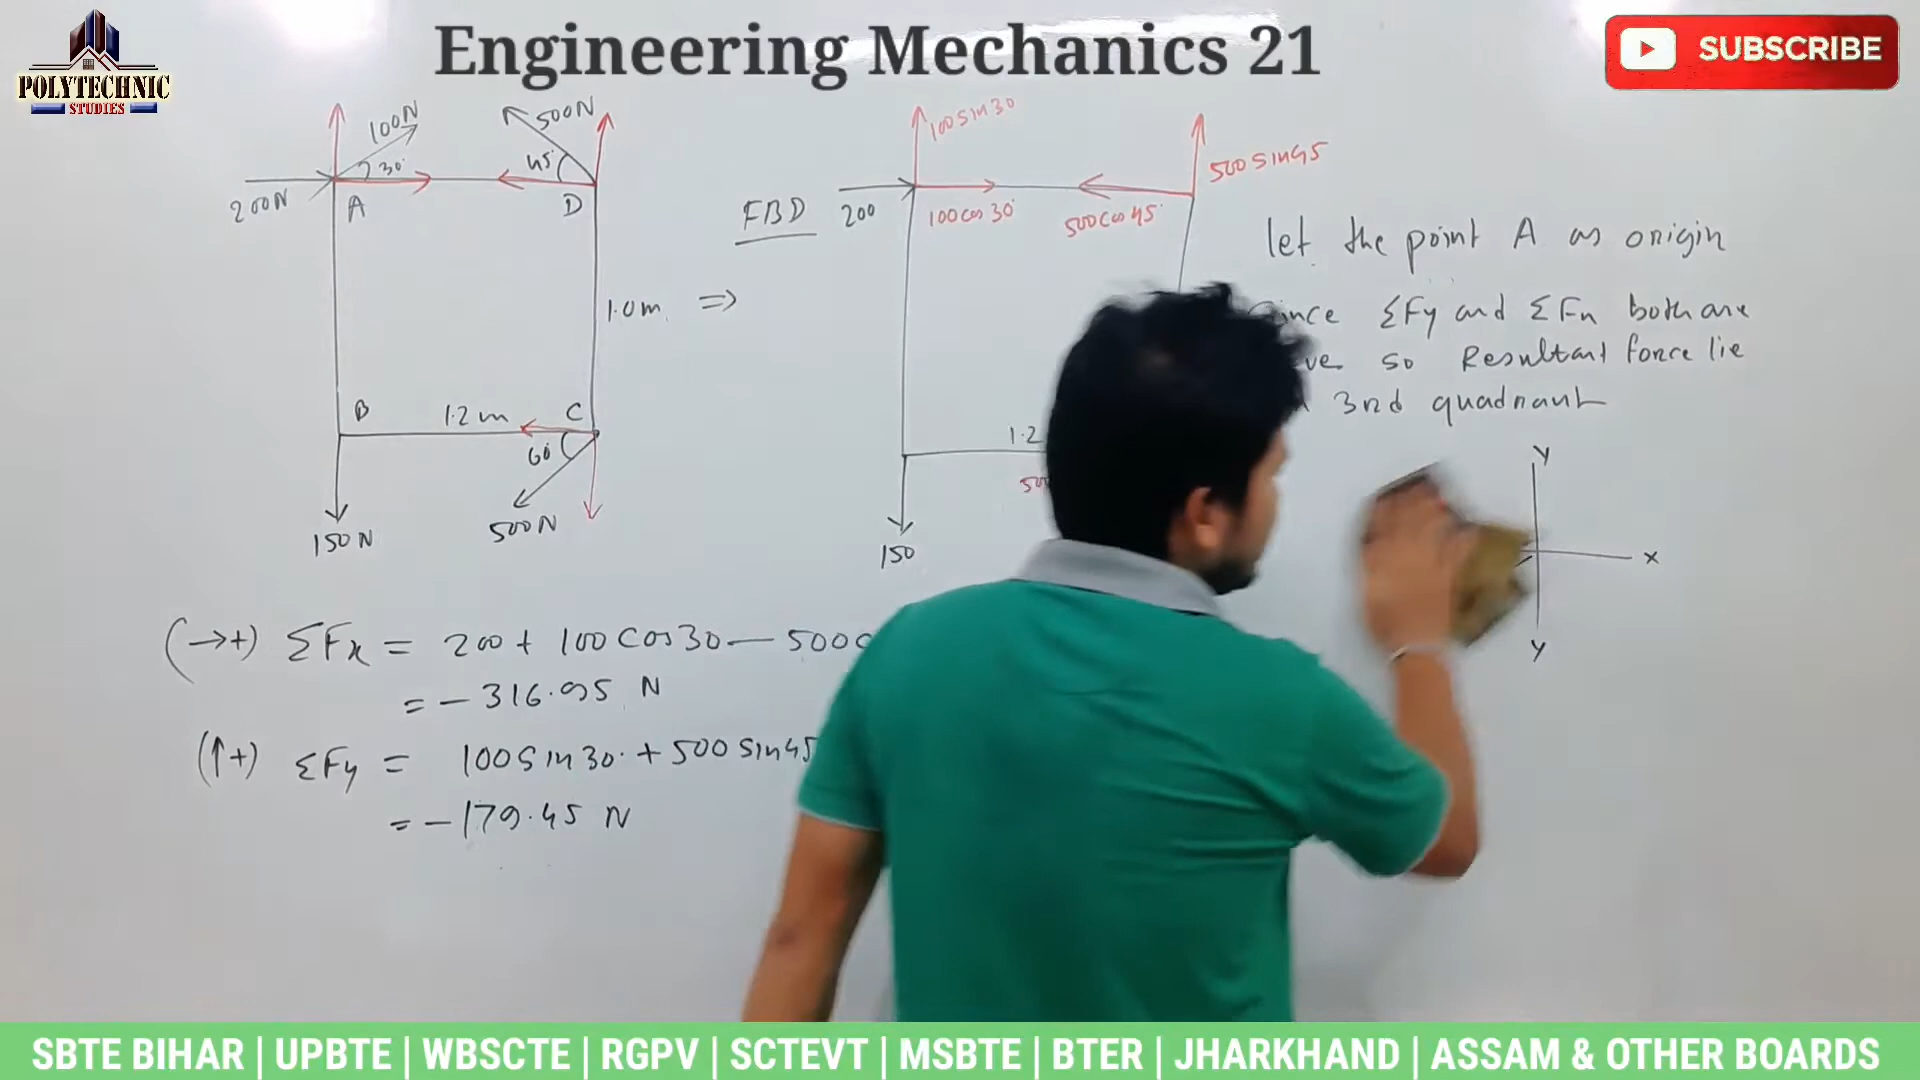 Engineering Mechanics 21
POLYTECHNIC
STUDIES
SUBSCRIBE
100N
30°
200N
A
500N
45°
D
1.0m
=>
B
1.2 m
C
60°
150 N
500N
FBD
100 sin 30
200
100 cos 30°
500 cos 45°
500 sin 45
1.2
150
let the point A as origin
since ΣFy and ΣFx both are
-ve so Resultant force lie
3rd quadrant
y
x
y
(→+) ΣFx = 200 + 100 cos 30 — 500c
= - 316.95 N
(↑+) ΣFy = 100 sin 30° + 500 sin 45
= - 179.45 N
SBTE BIHAR | UPBTE | WBSCTE | RGPV | SCTEVT | MSBTE | BTER | JHARKHAND | ASSAM & OTHER BOARDS